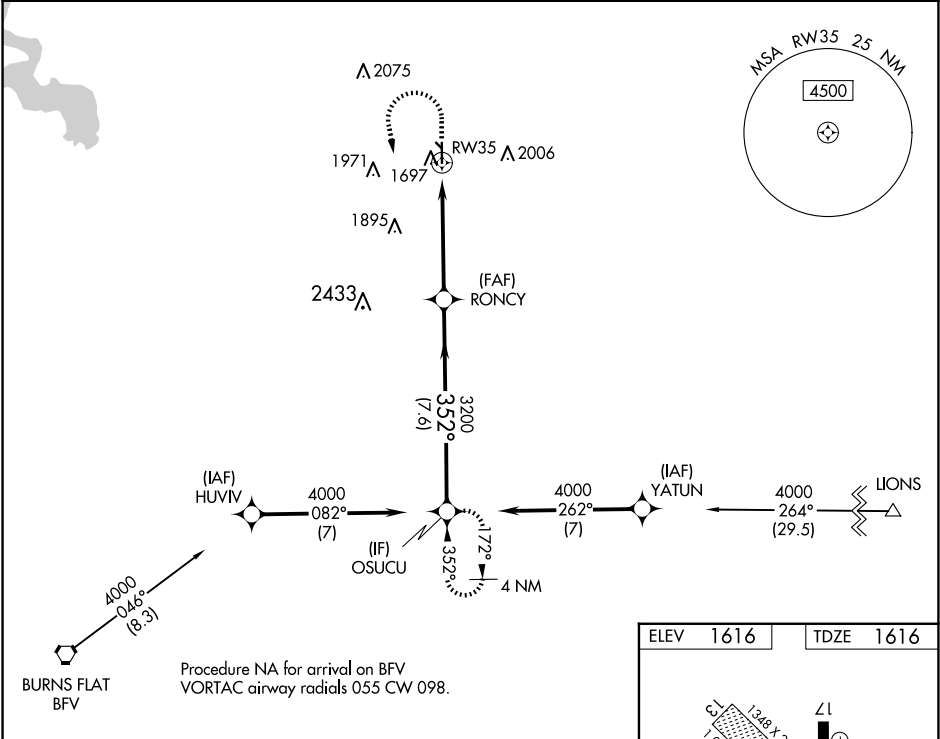 MSA RW35 25 NM
4500
2075
RW35
2006
1971
1697
1895
(FAF)
RONCY
2433
3200
352°
(7.6)
(IAF)
HUVIV
4000
082°
(7)
(IF)
OSUCU
4000
262°
(7)
(IAF)
YATUN
4000
264°
(29.5)
LIONS
172°
352°
4 NM
4000
046°
(8.3)
BURNS FLAT
BFV
Procedure NA for arrival on BFV
VORTAC airway radials 055 CW 098.
ELEV 1616
TDZE 1616
13
1348 X
17